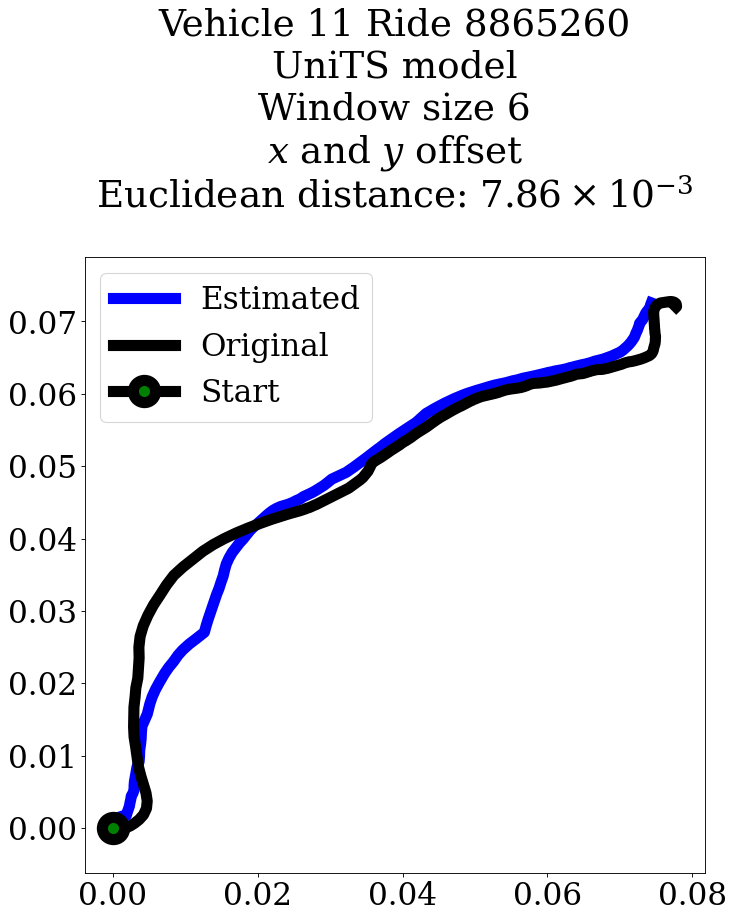 Vehicle 11 Ride 8865260
UniTS model
Window size 6
x and y offset
Euclidean distance: 7.86 × 10⁻³
Estimated
Original
Start
0.07
0.06
0.05
0.04
0.03
0.02
0.01
0.00
0.00 0.02 0.04 0.06 0.08